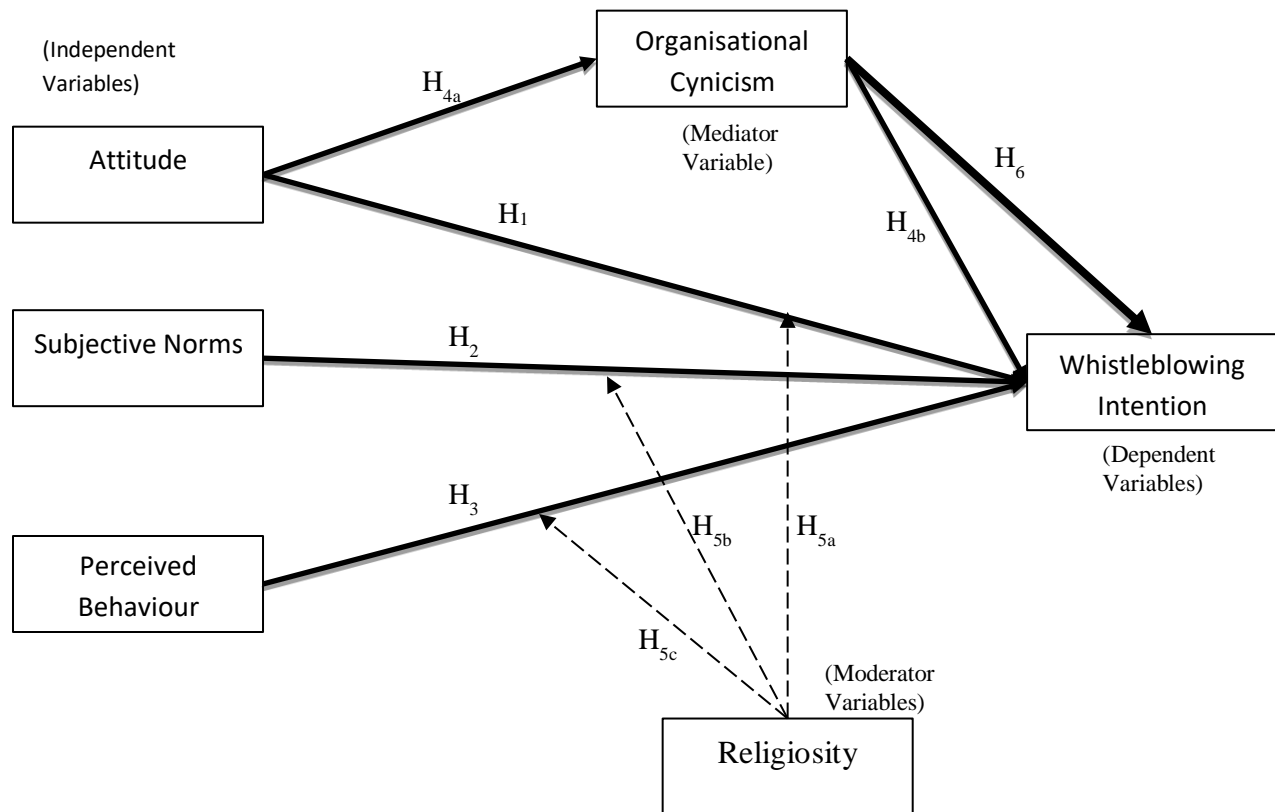 (Independent
Variables)
Organisational
Cynicism
H4a
(Mediator
Variable)
Attitude
H6
H1
H4b
Subjective Norms
H2
Whistleblowing
Intention
(Dependent
Variables)
H3
H5b
H5a
Perceived
Behaviour
H5c
(Moderator
Variables)
Religiosity